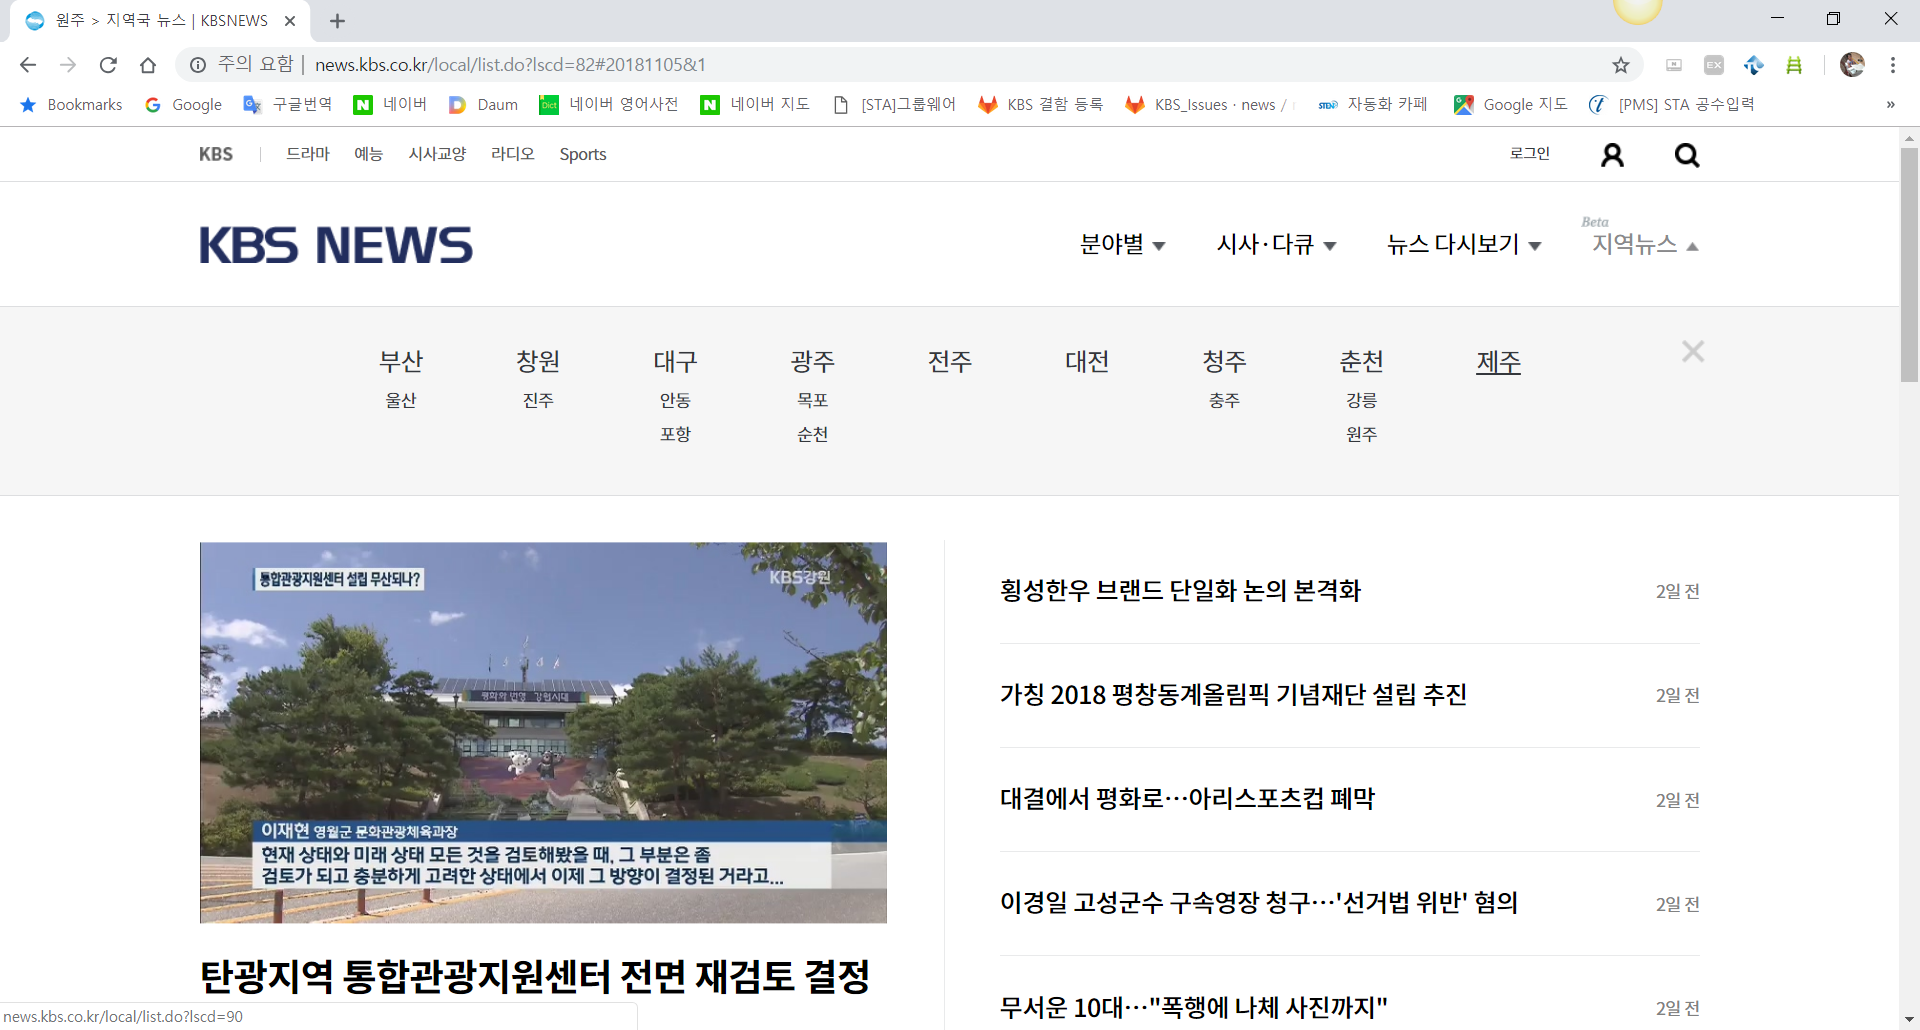 원주 > 지역국 뉴스 | KBSNEWS
주의 요함 | news.kbs.co.kr/local/list.do?lscd=82#20181105&1
Bookmarks Google 구글번역 네이버 Daum 네이버 영어사전 네이버 지도 [STA]그룹웨어 KBS 결함 등록 KBS_Issues · news / 자동화 카페 Google 지도 [PMS] STA 공수입력 »
KBS 드라마 예능 시사교양 라디오 Sports 로그인
Beta
KBS NEWS 분야별 시사·다큐 뉴스 다시보기 지역뉴스
부산 창원 대구 광주 전주 대전 청주 춘천 제주
울산 진주 안동 목포 충주 강릉
포항 순천 원주
통합관광지원센터 설립 무산되나?
KBS강원
평화와 번영 강원시대
이재현 영월군 문화관광체육과장
현재 상태와 미래 상태 모든 것을 검토해봤을 때, 그 부분은 좀
검토가 되고 충분하게 고려한 상태에서 이제 그 방향이 결정된 거라고...
탄광지역 통합관광지원센터 전면 재검토 결정
횡성한우 브랜드 단일화 논의 본격화 2일 전
가칭 2018 평창동계올림픽 기념재단 설립 추진 2일 전
대결에서 평화로…아리스포츠컵 폐막 2일 전
이경일 고성군수 구속영장 청구…'선거법 위반' 혐의 2일 전
무서운 10대…"폭행에 나체 사진까지" 2일 전
news.kbs.co.kr/local/list.do?lscd=90